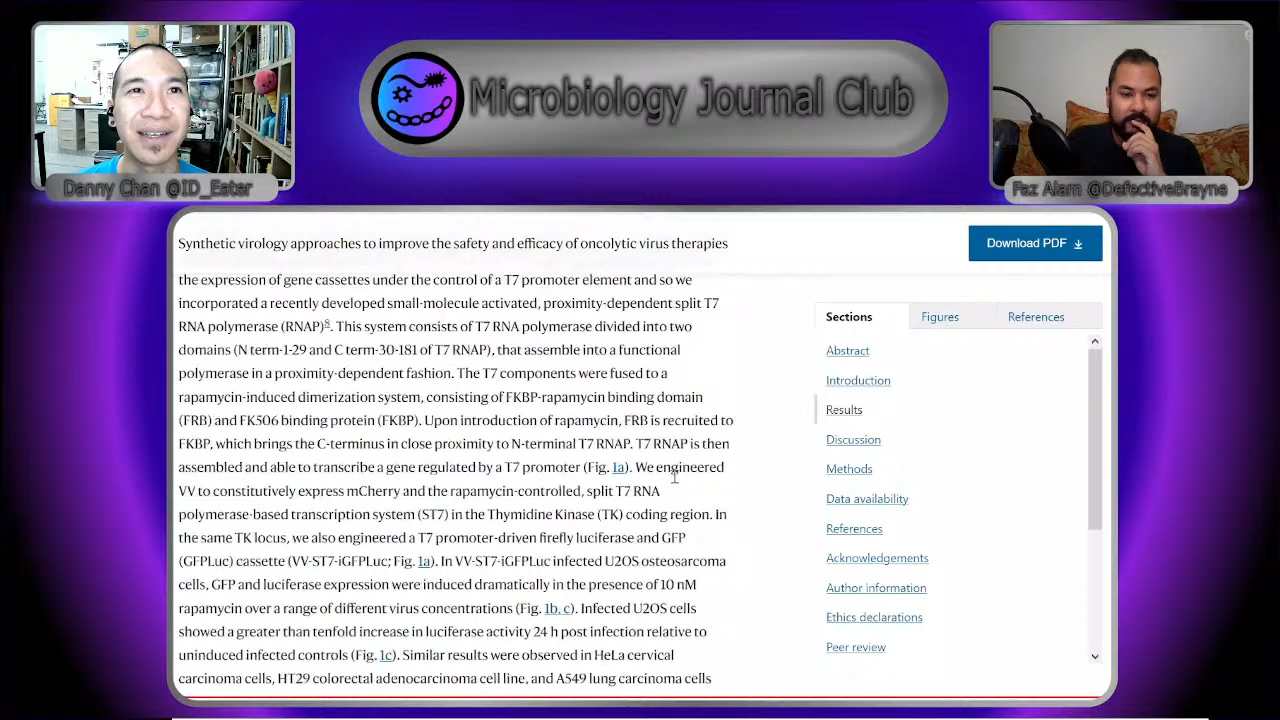 Microbiology Journal Club
Danny Chan @ID_Eater
Faz Alam @DefectiveBrayne
Synthetic virology approaches to improve the safety and efficacy of oncolytic virus therapies
Download PDF
the expression of gene cassettes under the control of a T7 promoter element and so we
incorporated a recently developed small-molecule activated, proximity-dependent split T7
RNA polymerase (RNAP)9. This system consists of T7 RNA polymerase divided into two
domains (N term-1-29 and C term-30-181 of T7 RNAP), that assemble into a functional
polymerase in a proximity-dependent fashion. The T7 components were fused to a
rapamycin-induced dimerization system, consisting of FKBP-rapamycin binding domain
(FRB) and FK506 binding protein (FKBP). Upon introduction of rapamycin, FRB is recruited to
FKBP, which brings the C-terminus in close proximity to N-terminal T7 RNAP. T7 RNAP is then
assembled and able to transcribe a gene regulated by a T7 promoter (Fig. 1a). We engineered
VV to constitutively express mCherry and the rapamycin-controlled, split T7 RNA
polymerase-based transcription system (ST7) in the Thymidine Kinase (TK) coding region. In
the same TK locus, we also engineered a T7 promoter-driven firefly luciferase and GFP
(GFPLuc) cassette (VV-ST7-iGFPLuc; Fig. 1a). In VV-ST7-iGFPLuc infected U2OS osteosarcoma
cells, GFP and luciferase expression were induced dramatically in the presence of 10 nM
rapamycin over a range of different virus concentrations (Fig. 1b, c). Infected U2OS cells
showed a greater than tenfold increase in luciferase activity 24 h post infection relative to
uninduced infected controls (Fig. 1c). Similar results were observed in HeLa cervical
carcinoma cells, HT29 colorectal adenocarcinoma cell line, and A549 lung carcinoma cells
Sections
Figures
References
Abstract
Introduction
Results
Discussion
Methods
Data availability
References
Acknowledgements
Author information
Ethics declarations
Peer review